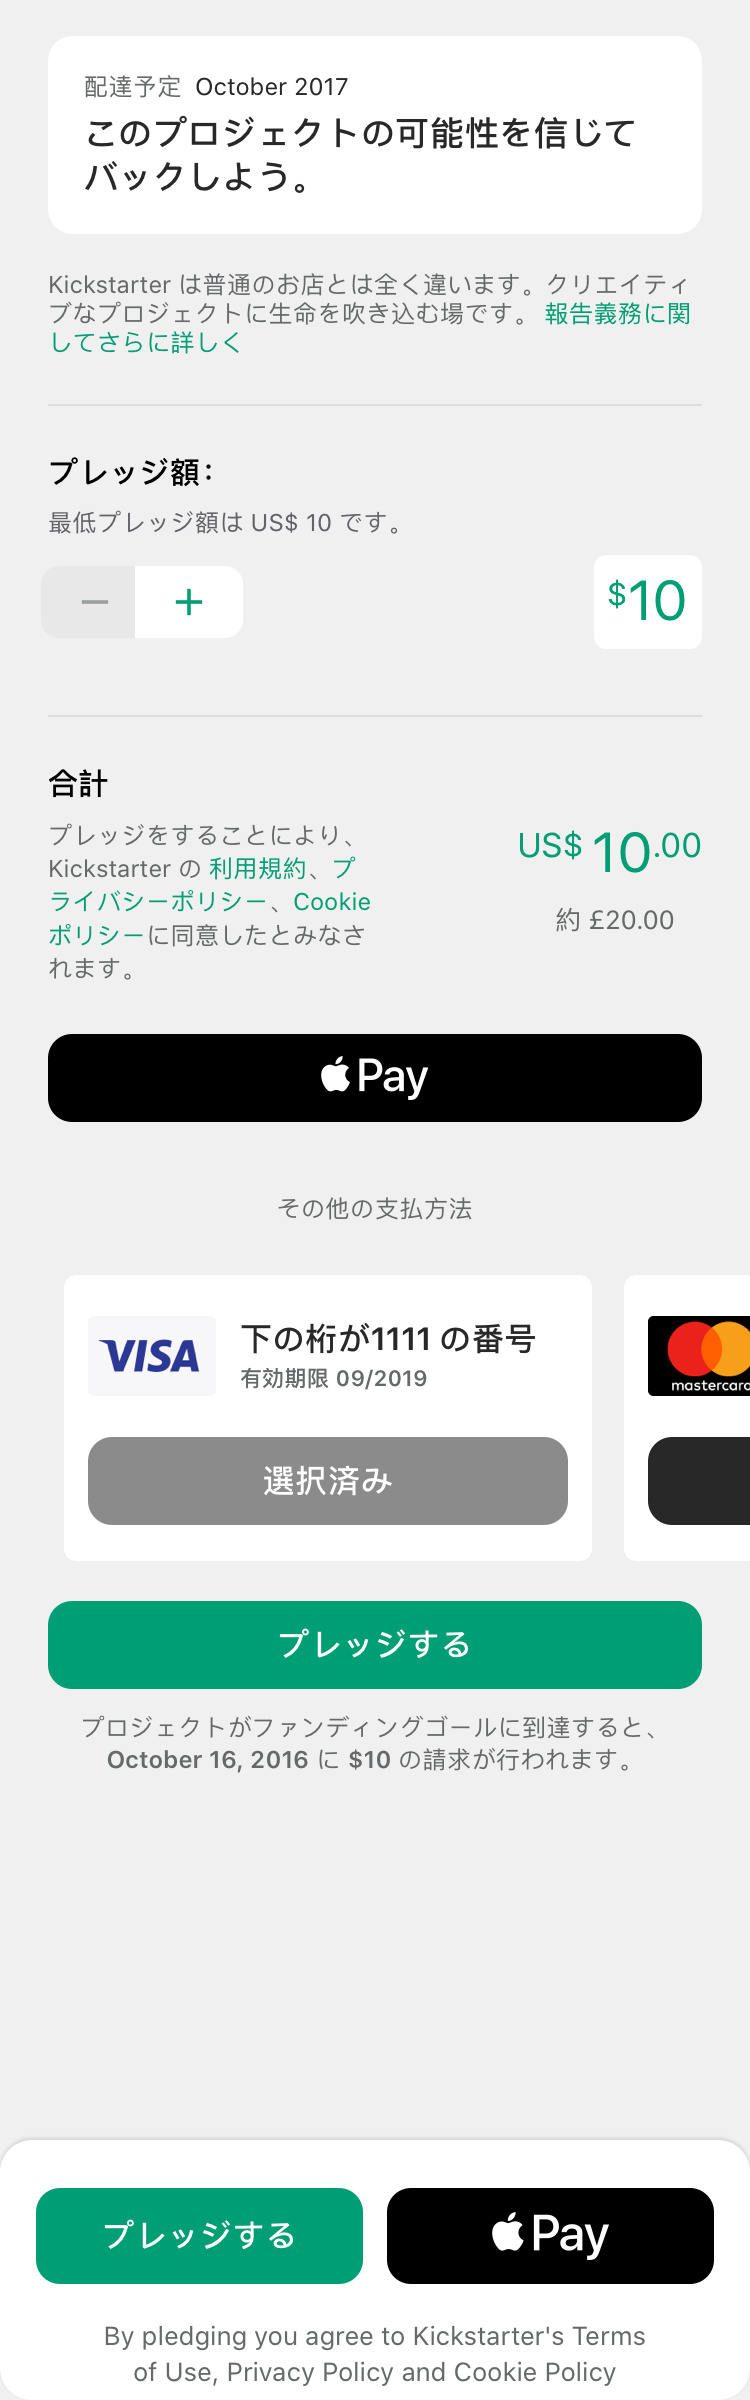 配達予定 October 2017
このプロジェクトの可能性を信じて
バックしよう。
Kickstarter は普通のお店とは全く違います。クリエイティ
ブなプロジェクトに生命を吹き込む場です。 報告義務に関
してさらに詳しく
プレッジ額：
最低プレッジ額は US$ 10 です。
− + $10
合計
プレッジをすることにより、
Kickstarter の 利用規約、プ
ライバシーポリシー、Cookie
ポリシーに同意したとみなさ
れます。
US$ 10.00
約 £20.00
Pay
その他の支払方法
VISA
下の桁が1111 の番号
有効期限 09/2019
選択済み
mastercard
プレッジする
プロジェクトがファンディングゴールに到達すると、
October 16, 2016 に $10 の請求が行われます。
プレッジする
Pay
By pledging you agree to Kickstarter's Terms
of Use, Privacy Policy and Cookie Policy